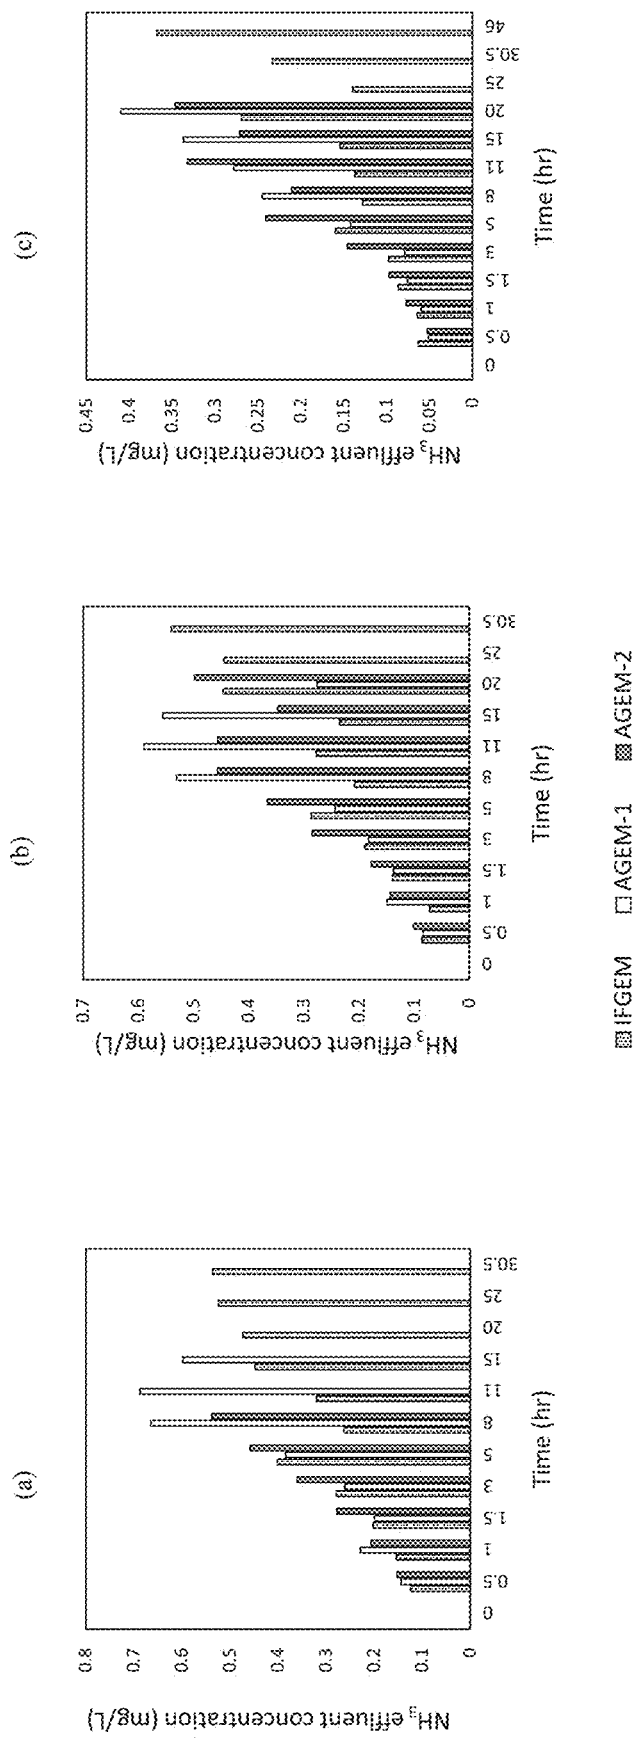 (a)
NH3 effluent concentration (mg/L)
0.8
0.7
0.6
0.5
0.4
0.3
0.2
0.1
0
0 0.5 1 1.5 3 5 8 11 15 20 25 30.5
Time (hr)
(b)
NH3 effluent concentration (mg/L)
0.7
0.6
0.5
0.4
0.3
0.2
0.1
0
0 0.5 1 1.5 3 5 8 11 15 20 25 30.5
Time (hr)
(c)
NH3 effluent concentration (mg/L)
0.45
0.4
0.35
0.3
0.25
0.2
0.15
0.1
0.05
0
0 0.5 1 1.5 3 5 8 11 15 20 25 30.5 46
Time (hr)
IFGEM AGEM-1 AGEM-2